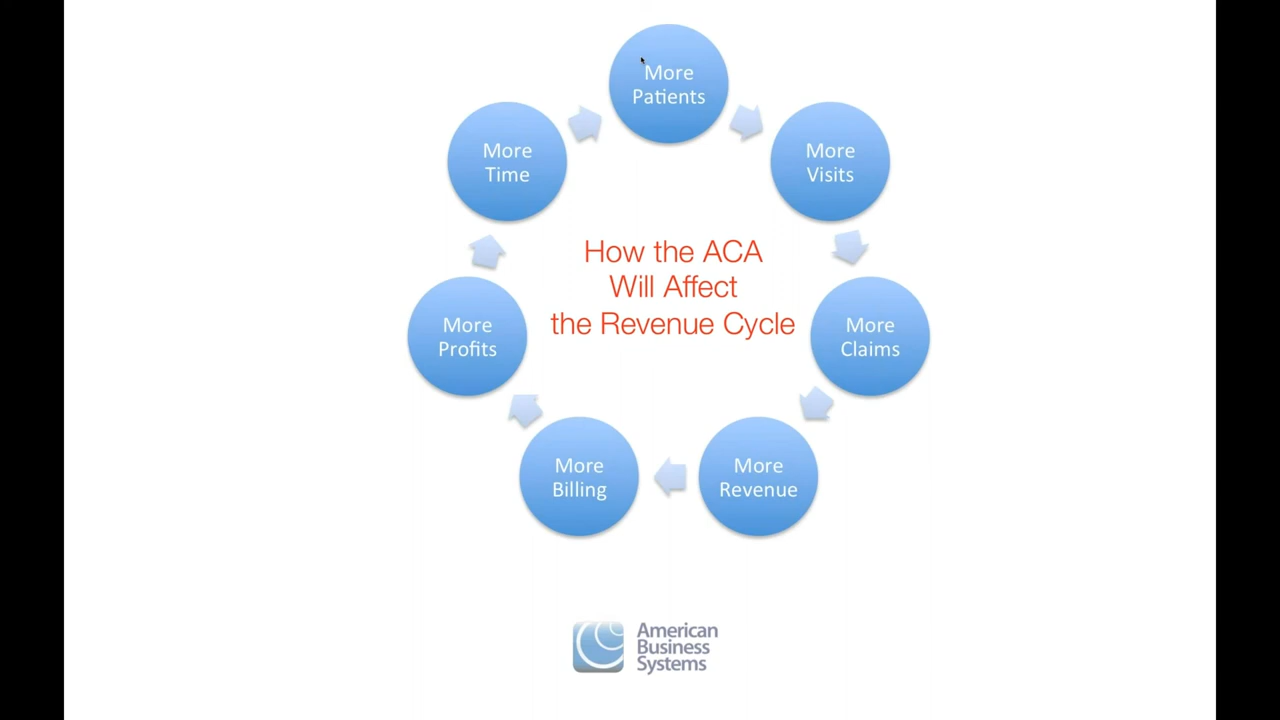 More
Patients
More
Visits
More
Claims
More
Revenue
More
Billing
More
Profits
More
Time
How the ACA
Will Affect
the Revenue Cycle
American
Business
Systems